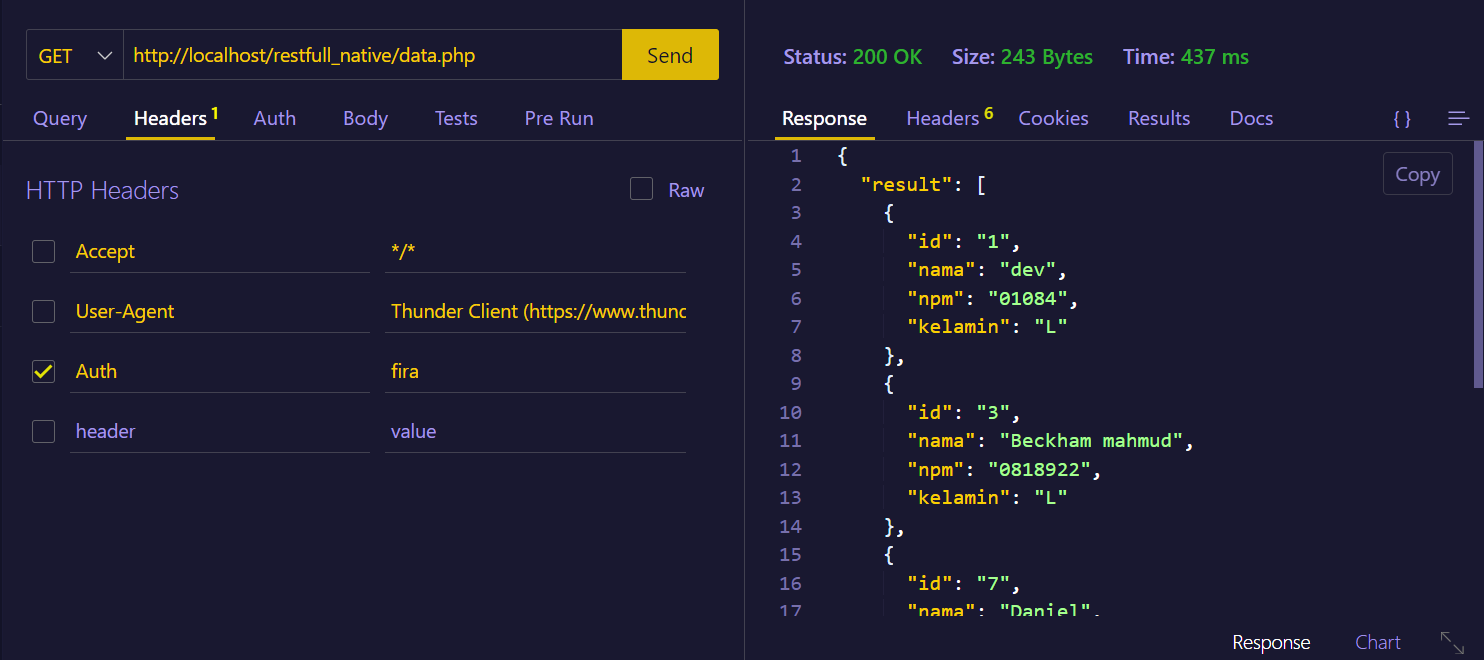 GET http://localhost/restfull_native/data.php Send
Query Headers 1 Auth Body Tests Pre Run
HTTP Headers Raw
Accept */*
User-Agent Thunder Client (https://www.thunc
Auth fira
header value
Status: 200 OK Size: 243 Bytes Time: 437 ms
Response Headers 6 Cookies Results Docs { }
Copy
1 {
2 "result": [
3 {
4 "id": "1",
5 "nama": "dev",
6 "npm": "01084",
7 "kelamin": "L"
8 },
9 {
10 "id": "3",
11 "nama": "Beckham mahmud",
12 "npm": "0818922",
13 "kelamin": "L"
14 },
15 {
16 "id": "7",
17 "nama": "Daniel",
Response Chart